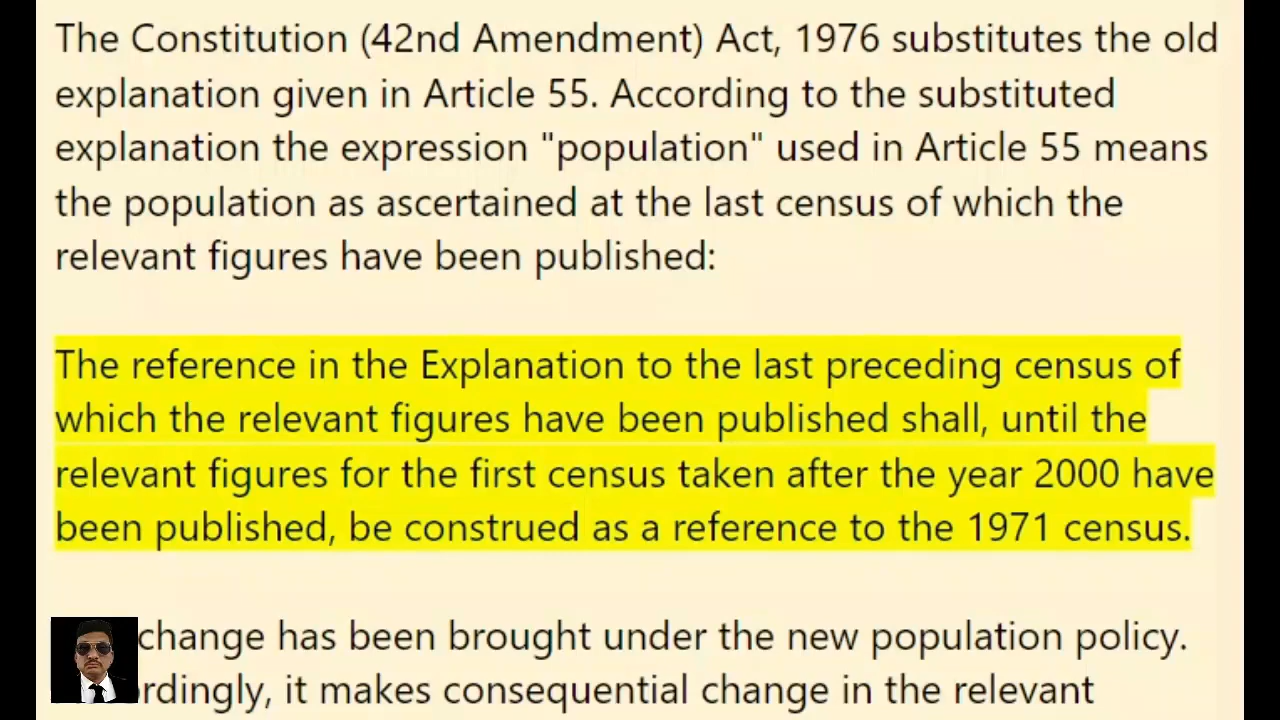 The Constitution (42nd Amendment) Act, 1976 substitutes the old
explanation given in Article 55. According to the substituted
explanation the expression "population" used in Article 55 means
the population as ascertained at the last census of which the
relevant figures have been published:
The reference in the Explanation to the last preceding census of
which the relevant figures have been published shall, until the
relevant figures for the first census taken after the year 2000 have
been published, be construed as a reference to the 1971 census.
change has been brought under the new population policy.
rdingly, it makes consequential change in the relevant